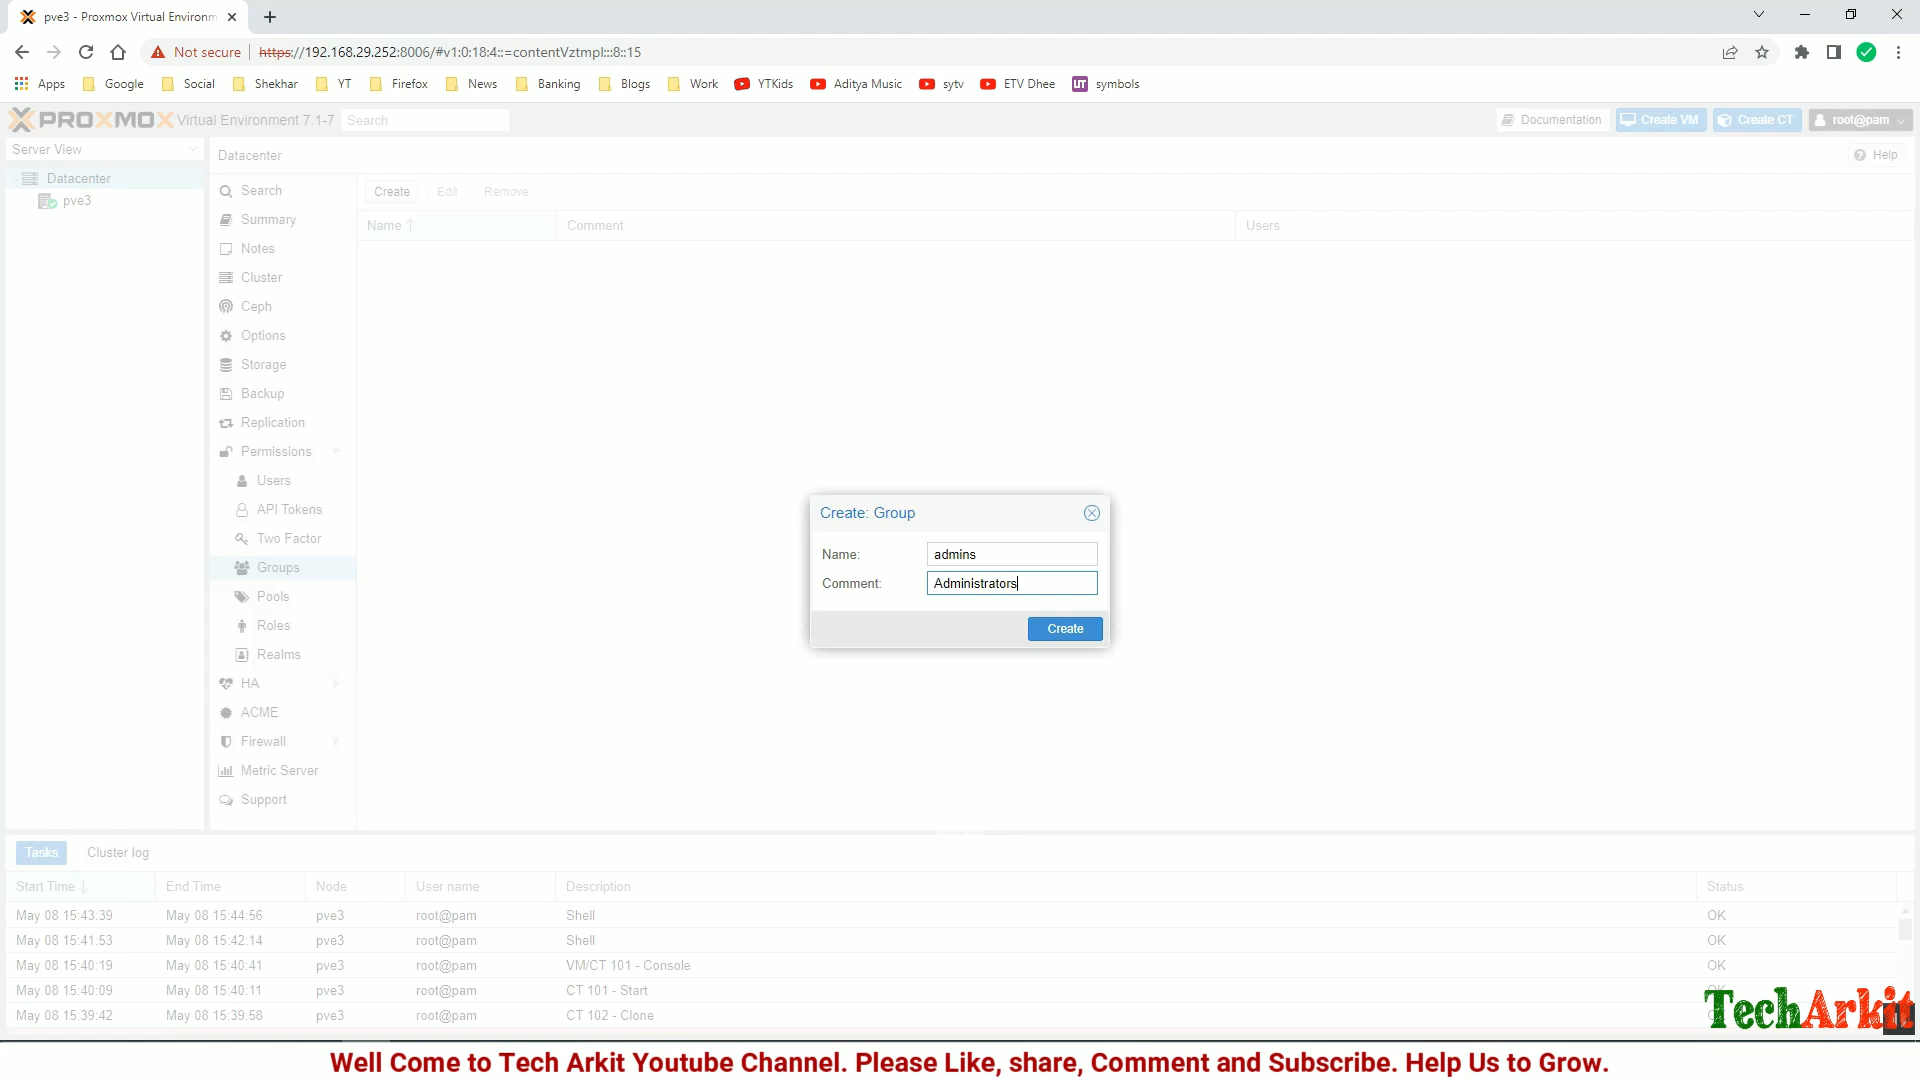 pve3 - Proxmox Virtual Environm
Not secure https://192.168.29.252:8006/#v1:0:18:4::=contentVztmpl:::8::15
Apps Google Social Shekhar YT Firefox News Banking Blogs Work YTKids Aditya Music sytv ETV Dhee UT symbols
PROXMOX Virtual Environment 7.1-7 Search Documentation Create VM Create CT root@pam
Server View Datacenter Help
Datacenter
pve3
Search
Summary
Notes
Cluster
Ceph
Options
Storage
Backup
Replication
Permissions
Users
API Tokens
Two Factor
Groups
Pools
Roles
Realms
HA
ACME
Firewall
Metric Server
Support
Create Edit Remove
Name Comment Users
Create: Group
Name: admins
Comment: Administrators
Create
Tasks Cluster log
Start Time End Time Node User name Description Status
May 08 15:43:39 May 08 15:44:56 pve3 root@pam Shell OK
May 08 15:41:53 May 08 15:42:14 pve3 root@pam Shell OK
May 08 15:40:19 May 08 15:40:41 pve3 root@pam VM/CT 101 - Console OK
May 08 15:40:09 May 08 15:40:11 pve3 root@pam CT 101 - Start OK
May 08 15:39:42 May 08 15:39:58 pve3 root@pam CT 102 - Clone
TechArkit
Well Come to Tech Arkit Youtube Channel. Please Like, share, Comment and Subscribe. Help Us to Grow.